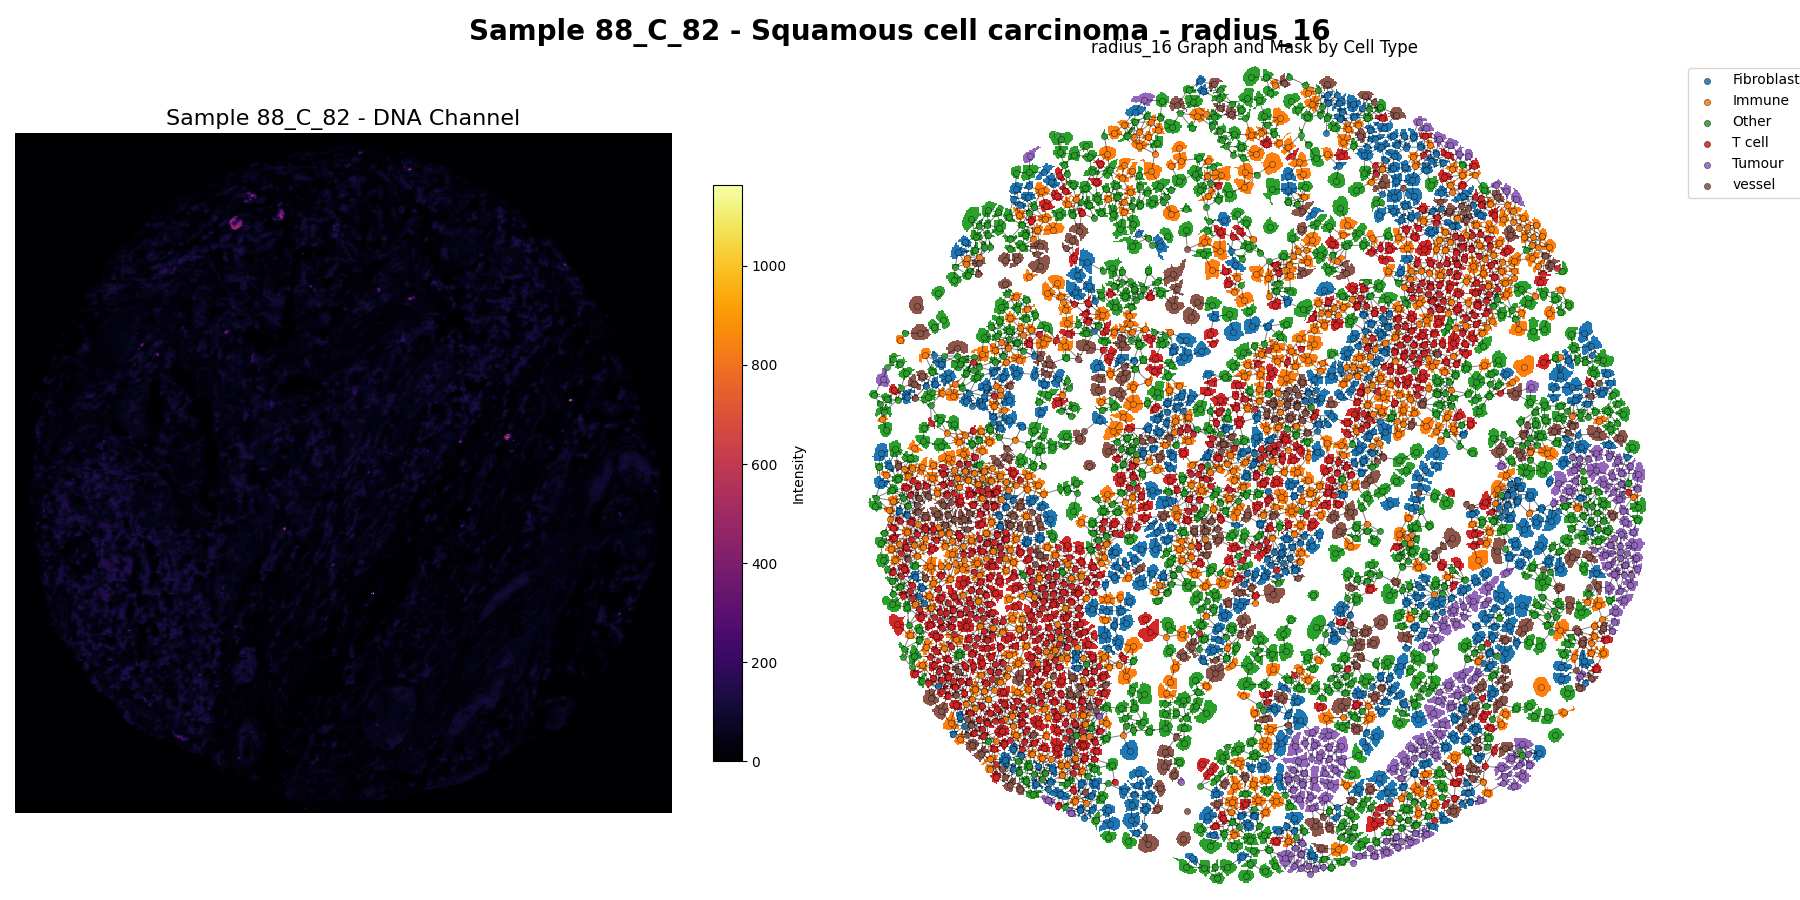 Sample 88_C_82 - Squamous cell carcinoma - radius_16
radius_16 Graph and Mask by Cell Type
Sample 88_C_82 - DNA Channel
1000
800
600
400
200
0
Intensity
Fibroblast
Immune
Other
T cell
Tumour
vessel